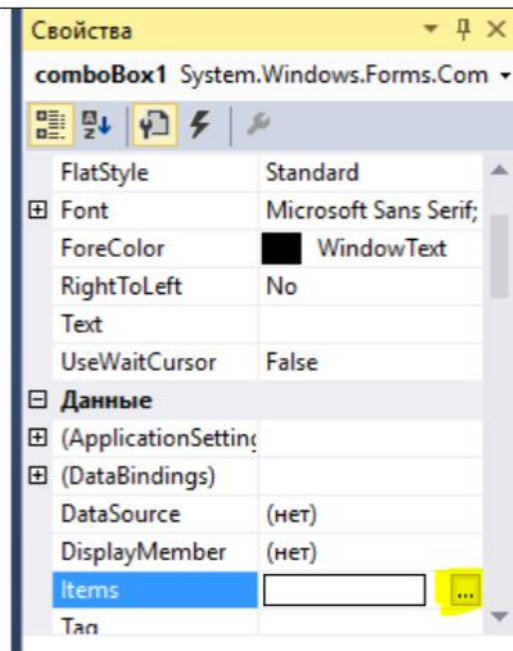 Свойства
comboBox1 System.Windows.Forms.Com
FlatStyle Standard
Font Microsoft Sans Serif;
ForeColor WindowText
RightToLeft No
Text
UseWaitCursor False
Данные
(ApplicationSetting
(DataBindings)
DataSource (нет)
DisplayMember (нет)
Items ...
Tag